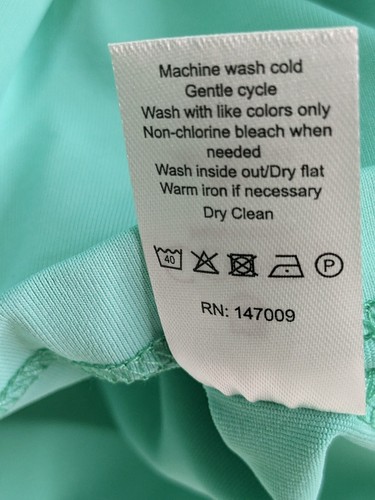 Machine wash cold
Gentle cycle
Wash with like colors only
Non-chlorine bleach when
needed
Wash inside out/Dry flat
Warm iron if necessary
Dry Clean
40 P
RN: 147009